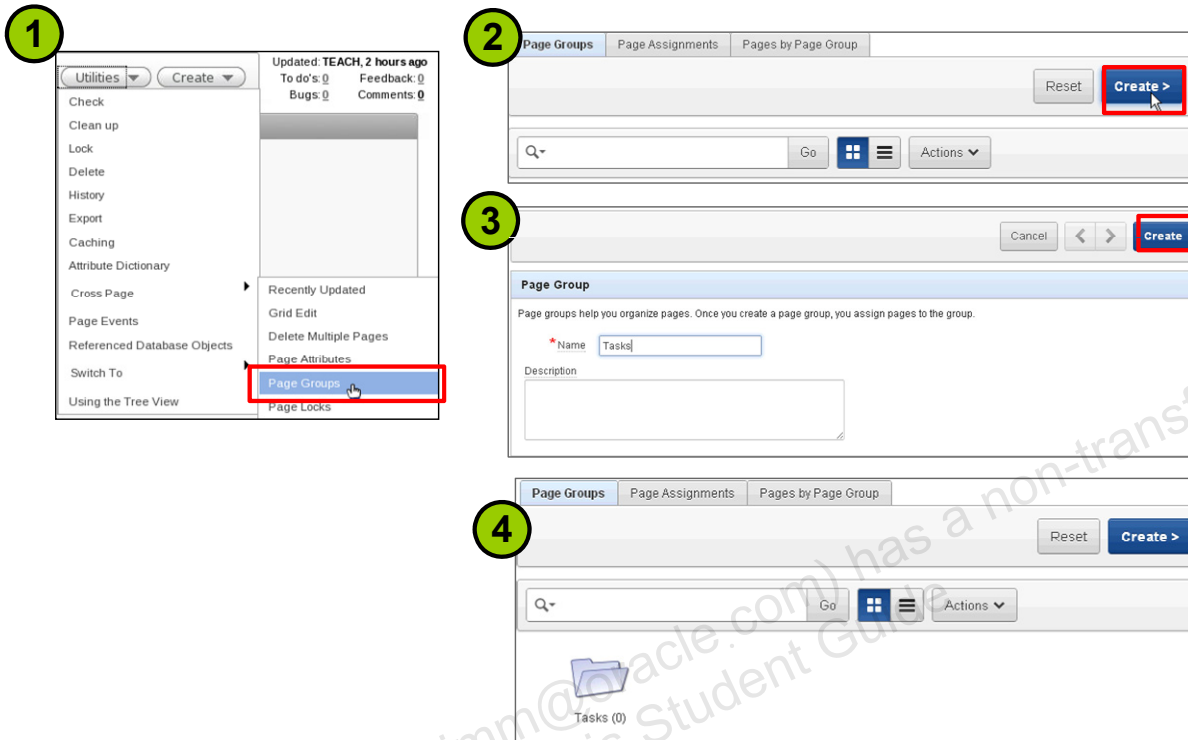 1
Utilities
Create
Updated: TEACH, 2 hours ago
To do's: 0 Feedback: 0
Bugs: 0 Comments: 0
Check
Clean up
Lock
Delete
History
Export
Caching
Attribute Dictionary
Cross Page
Page Events
Referenced Database Objects
Switch To
Using the Tree View
Recently Updated
Grid Edit
Delete Multiple Pages
Page Attributes
Page Groups
Page Locks
2
Page Groups Page Assignments Pages by Page Group
Reset Create >
Go Actions
3
Cancel < > Create
Page Group
Page groups help you organize pages. Once you create a page group, you assign pages to the group.
*Name Tasks
Description
4
Page Groups Page Assignments Pages by Page Group
Reset Create >
Go Actions
Tasks (0)
oracle.com) has a non-trans
Student Guide